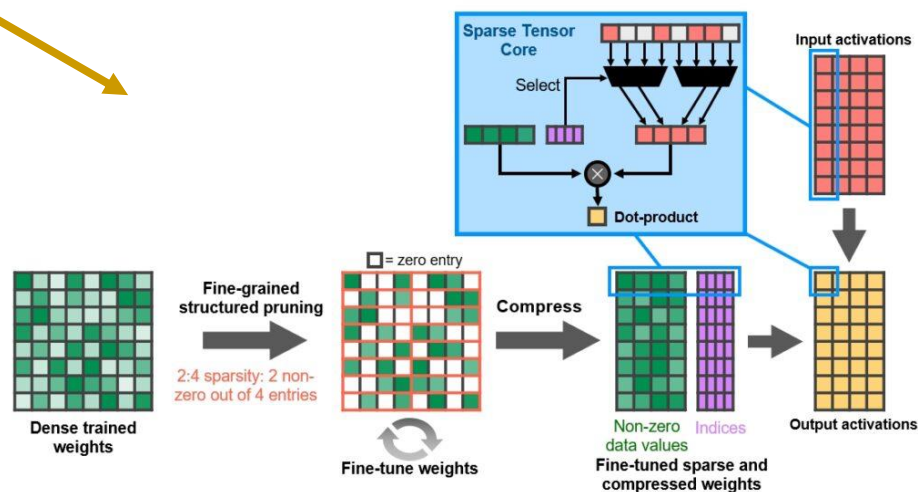 Sparse Tensor
Core
Select
Dot-product
Input activations
= zero entry
Fine-grained
structured pruning
2:4 sparsity: 2 non-
zero out of 4 entries
Compress
Dense trained
weights
Fine-tune weights
Non-zero
data values
Indices
Fine-tuned sparse and
compressed weights
Output activations